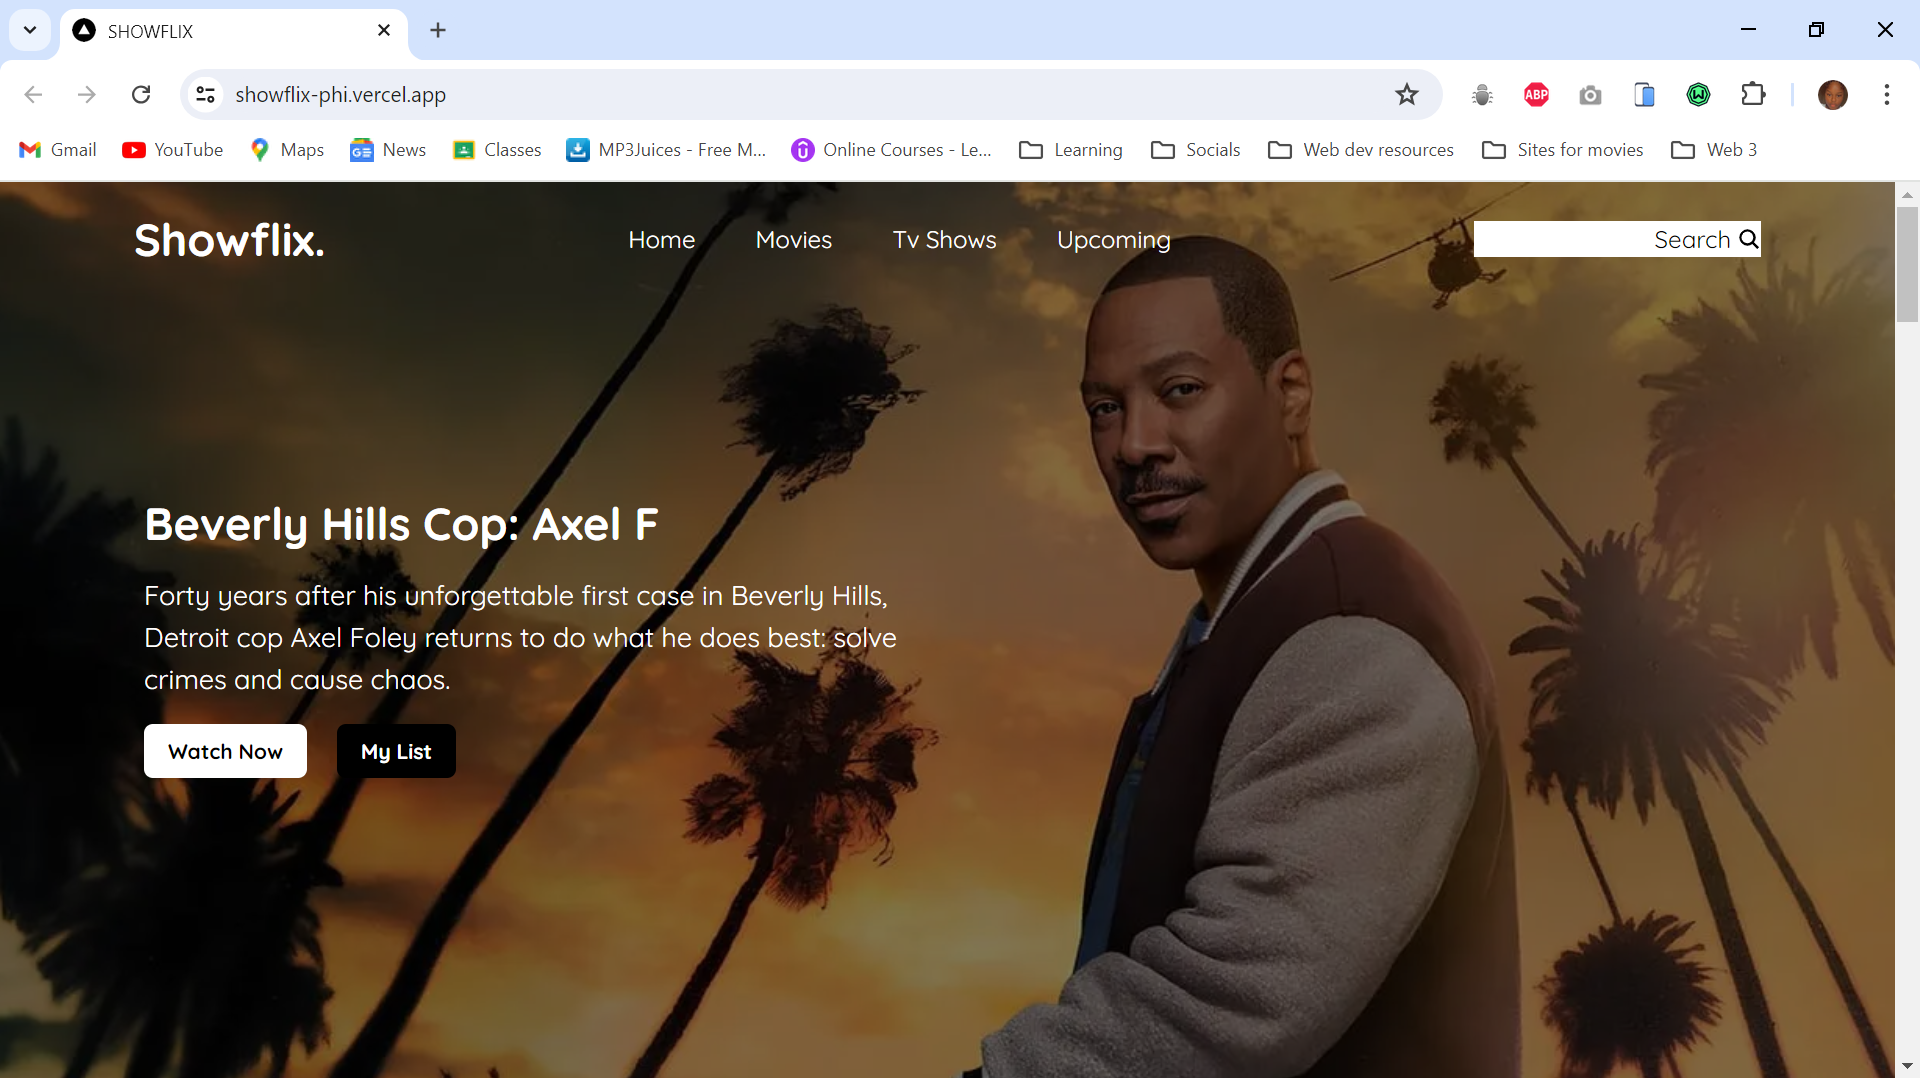 SHOWFLIX
showflix-phi.vercel.app
ABP
Gmail
YouTube
Maps
News
Classes
MP3Juices - Free M...
Online Courses - Le...
Learning
Socials
Web dev resources
Sites for movies
Web 3
Showflix.
Home
Movies
Tv Shows
Upcoming
Search
Beverly Hills Cop: Axel F
Forty years after his unforgettable first case in Beverly Hills,
Detroit cop Axel Foley returns to do what he does best: solve
crimes and cause chaos.
Watch Now
My List